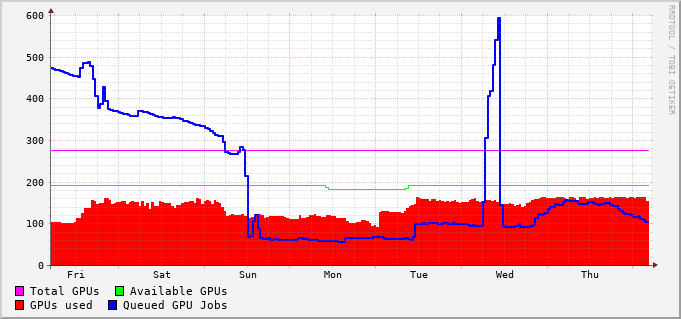 600
500
400
300
200
100
0
Fri Sat Sun Mon Tue Wed Thu
Total GPUs Available GPUs
GPUs used Queued GPU Jobs
RRDTOOL / TOBI OETIKER